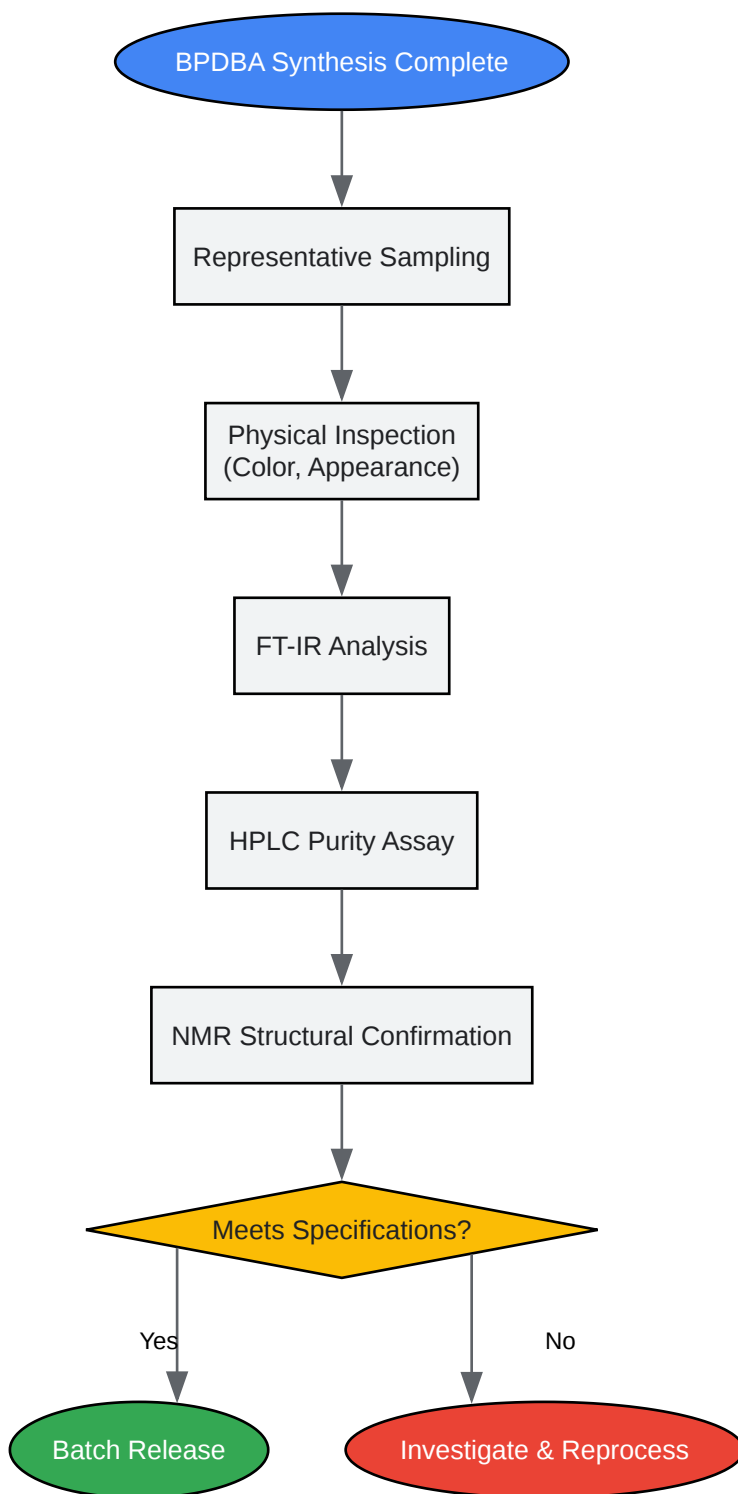 BPDBA Synthesis Complete
Representative Sampling
Physical Inspection
(Color, Appearance)
FT-IR Analysis
HPLC Purity Assay
NMR Structural Confirmation
Meets Specifications?
Yes
No
Batch Release
Investigate & Reprocess